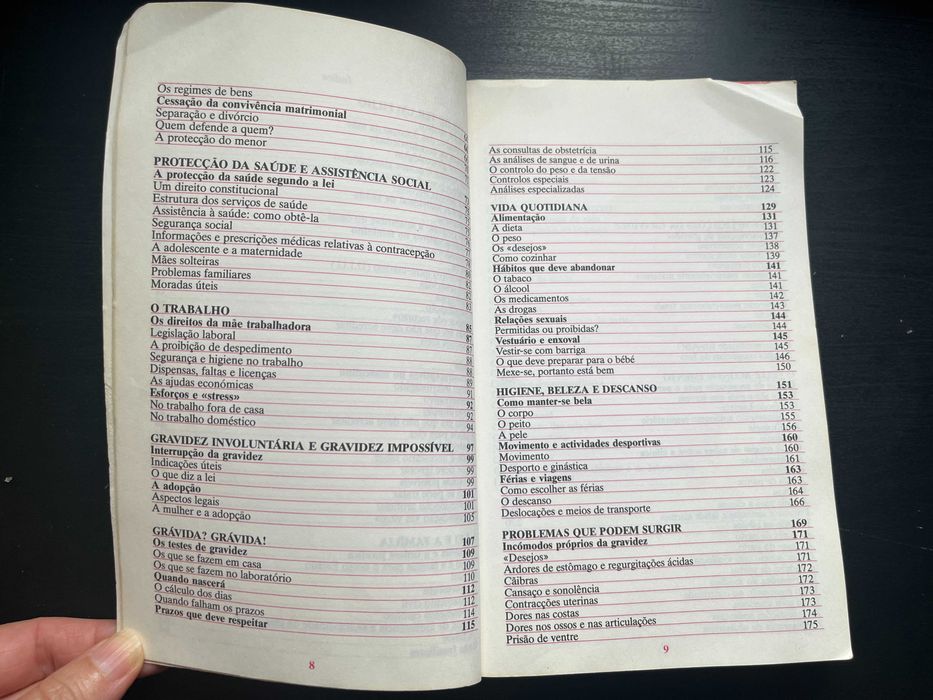 Os regimes de bens
Cessação da convivência matrimonial
Separação e divórcio
Quem defende a quem?
A protecção do menor
PROTECÇÃO DA SAÚDE E ASSISTÊNCIA SOCIAL
A protecção da saúde segundo a lei
Um direito constitucional
Estrutura dos serviços de saúde
Assistência à saúde: como obtê-la
Segurança social
Informações e prescrições médicas relativas à contracepção
A adolescente e a maternidade
Mães solteiras
Problemas familiares
Moradas úteis
O TRABALHO 85
Os direitos da mãe trabalhadora 87
Legislação laboral 87
A proibição de despedimento 88
Segurança e higiene no trabalho 88
Dispensas, faltas e licenças 89
As ajudas económicas 91
Esforços e «stress» 92
No trabalho fora de casa 92
No trabalho doméstico 94
GRAVIDEZ INVOLUNTÁRIA E GRAVIDEZ IMPOSSÍVEL 97
Interrupção da gravidez 99
Indicações úteis 99
O que diz a lei 99
A adopção 101
Aspectos legais 101
A mulher e a adopção 105
GRÁVIDA? GRÁVIDA! 107
Os testes de gravidez 109
Os que se fazem em casa 109
Os que se fazem no laboratório 110
Quando nascerá 112
O cálculo dos dias 112
Quando falham os prazos 114
Prazos que deve respeitar 115
8
As consultas de obstetrícia 115
As análises de sangue e de urina 116
O controlo do peso e da tensão 122
Controlos especiais 123
Análises especializadas 124
VIDA QUOTIDIANA 129
Alimentação 131
A dieta 131
O peso 137
Os «desejos» 138
Como cozinhar 139
Hábitos que deve abandonar 141
O tabaco 141
O álcool 141
Os medicamentos 142
As drogas 143
Relações sexuais 144
Permitidas ou proibidas? 144
Vestuário e enxoval 145
Vestir-se com barriga 145
O que deve preparar para o bébé 146
Mexe-se, portanto está bem 150
HIGIENE, BELEZA E DESCANSO 151
Como manter-se bela 153
O corpo 153
O peito 155
A pele 156
Movimento e actividades desportivas 160
Movimento 160
Desporto e ginástica 161
Férias e viagens 163
Como escolher as férias 163
O descanso 164
Deslocações e meios de transporte 166
PROBLEMAS QUE PODEM SURGIR 169
Incómodos próprios da gravidez 171
«Desejos» 171
Ardores de estômago e regurgitações ácidas 171
Cãibras 172
Cansaço e sonolência 172
Contracções uterinas 173
Dores nas costas 173
Dores nos ossos e nas articulações 174
Prisão de ventre 175
9